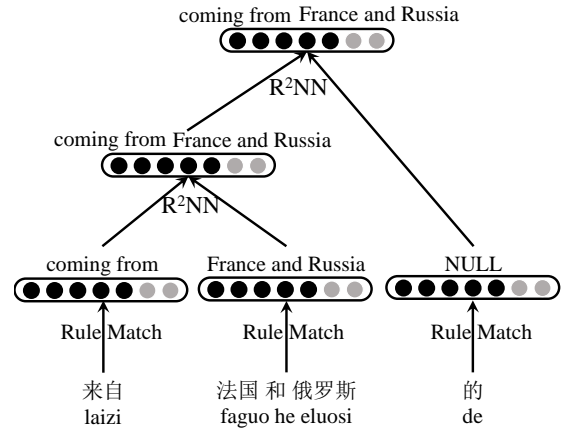 coming from France and Russia
R²NN
coming from France and Russia
R²NN
coming from
France and Russia
NULL
Rule Match
Rule Match
Rule Match
来自
法国 和 俄罗斯
的
laizi
faguo he eluosi
de